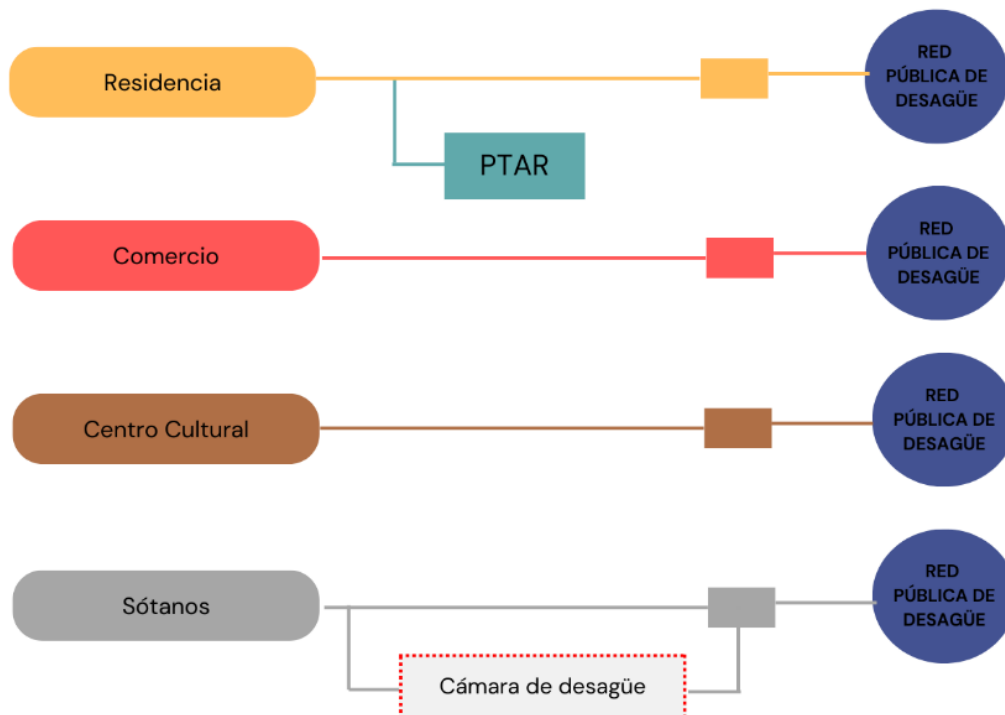 Residencia
RED
PÚBLICA DE
DESAGÜE
PTAR
Comercio
RED
PÚBLICA DE
DESAGÜE
Centro Cultural
RED
PÚBLICA DE
DESAGÜE
Sótanos
RED
PÚBLICA DE
DESAGÜE
Cámara de desagüe